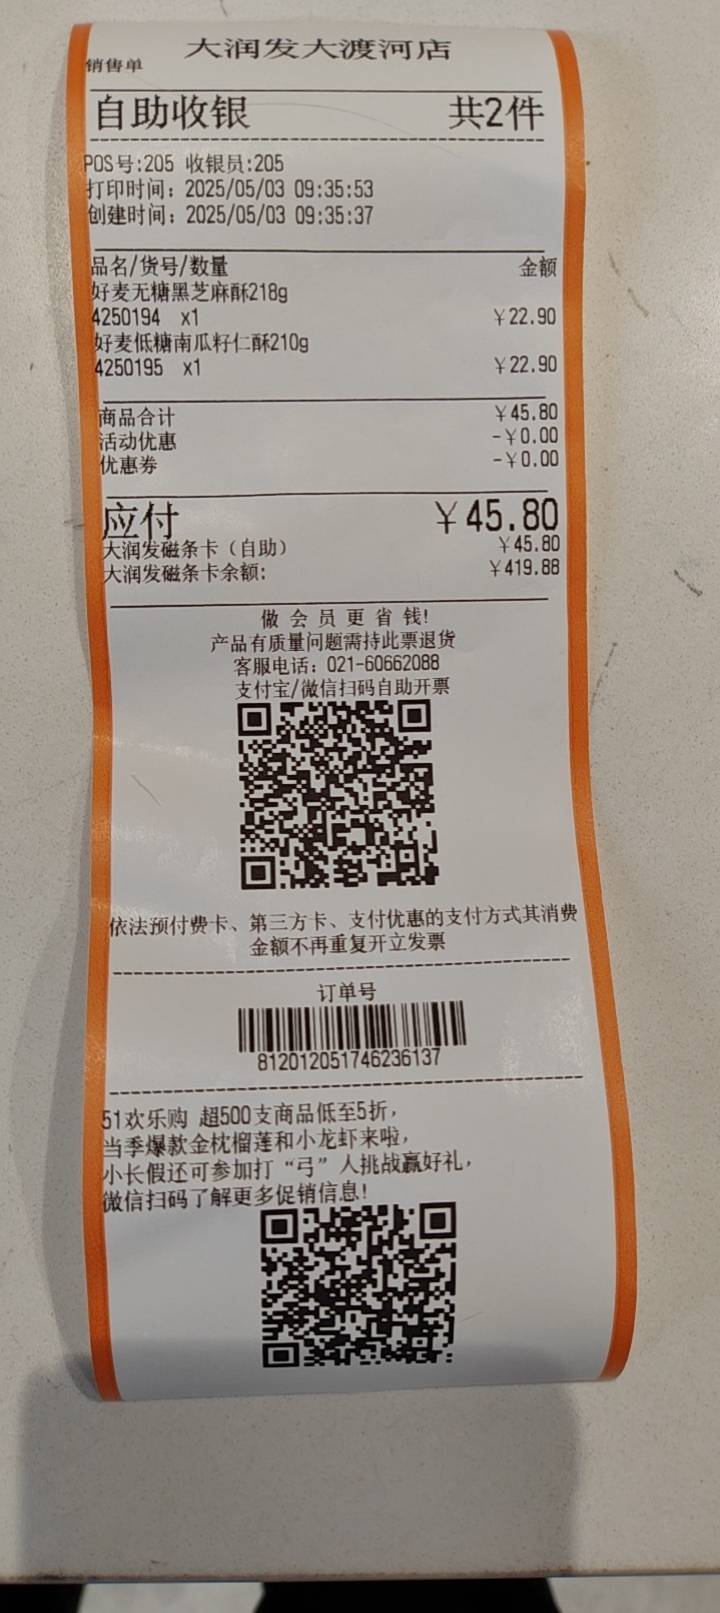 大润发大渡河店
销售单
自助收银 共2件
POS号:205 收银员:205
打印时间: 2025/05/03 09:35:53
创建时间: 2025/05/03 09:35:37
品名/货号/数量 金额
好麦无糖黑芝麻酥218g
4250194 x1 ￥22.90
好麦低糖南瓜籽仁酥210g
4250195 x1 ￥22.90
商品合计 ￥45.80
活动优惠 -￥0.00
优惠券 -￥0.00
应付 ￥45.80
大润发磁条卡（自助） ￥45.80
大润发磁条卡余额: ￥419.88
做会员更省钱!
产品有质量问题需持此票退货
客服电话: 021-60662088
支付宝/微信扫码自助开票
依法预付费卡、第三方卡、支付优惠的支付方式其消费
金额不再重复开立发票
订单号
812012051746236137
51欢乐购 超500支商品低至5折,
当季爆款金枕榴莲和小龙虾来啦,
小长假还可参加打“弓”人挑战赢好礼,
微信扫码了解更多促销信息!